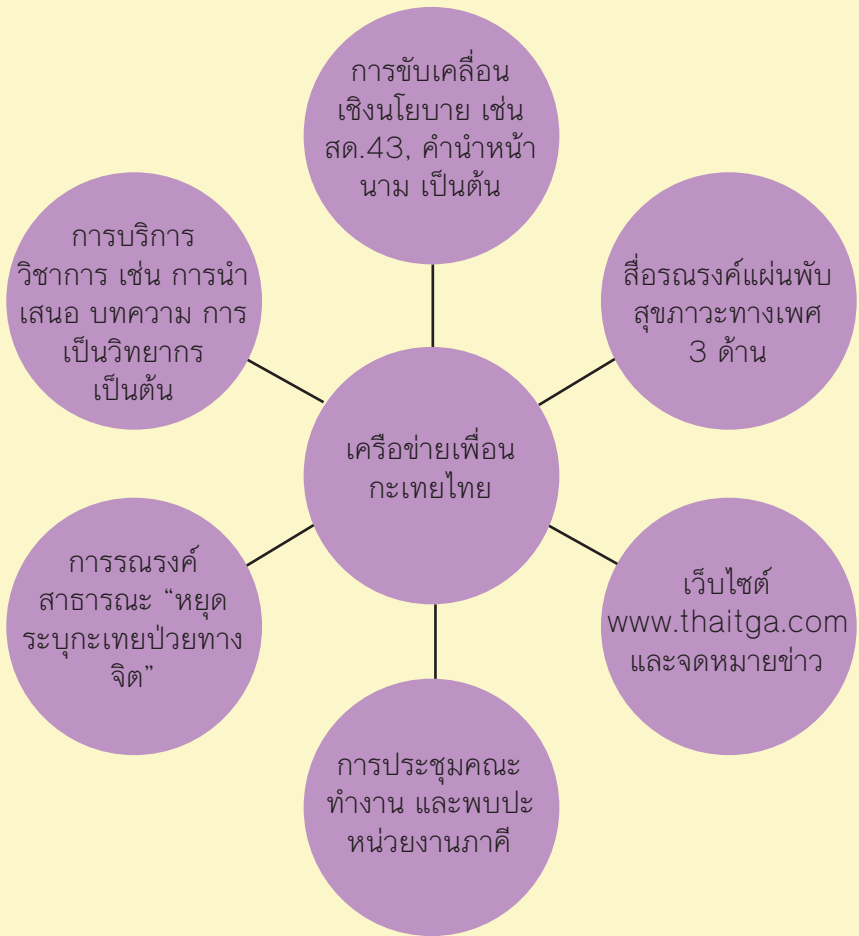 การขับเคลื่อน
เชิงนโยบาย เช่น
สด.43, คำนำหน้า
นาม เป็นต้น
การบริการ
วิชาการ เช่น การนำ
เสนอ บทความ การ
เป็นวิทยากร
เป็นต้น
สื่อรณรงค์แผ่นพับ
สุขภาวะทางเพศ
3 ด้าน
เครือข่ายเพื่อน
กะเทยไทย
การรณรงค์
สาธารณะ “หยุด
ระบุกะเทยป่วยทาง
จิต”
เว็บไซต์
www.thaitga.com
และจดหมายข่าว
การประชุมคณะ
ทำงาน และพบปะ
หน่วยงานภาคี